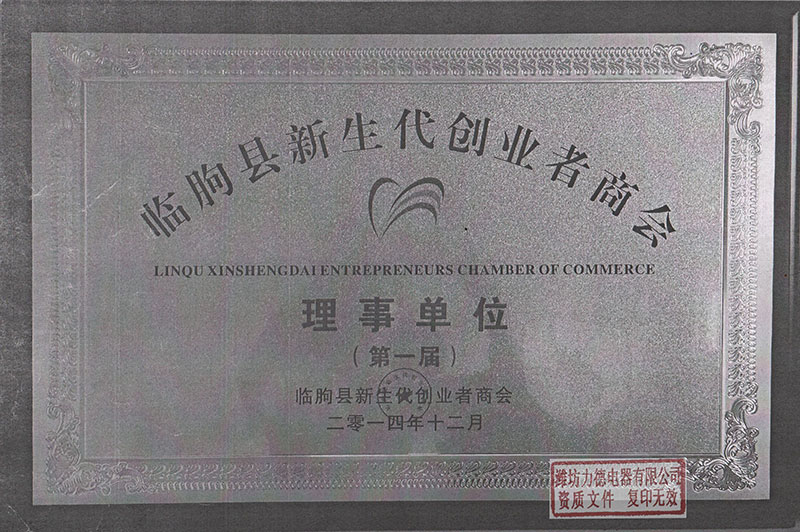 临朐县新生代创业者商会
LINQU XINSHENGDAI ENTREPRENEURS CHAMBER OF COMMERCE
理事单位
(第一届)
临朐县新生代创业者商会
二零一四年十二月
潍坊力德电器有限公司
资质文件 复印无效